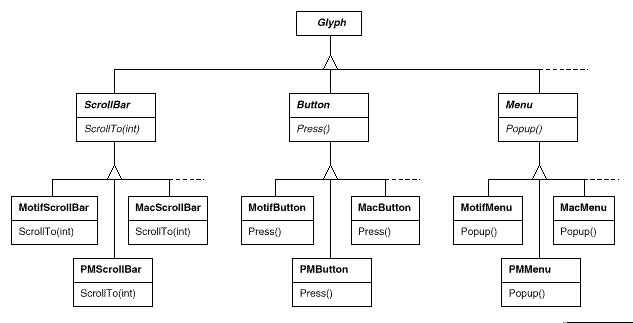 Glyph
ScrollBar
ScrollTo(int)
Button
Press()
Menu
Popup()
MotifScrollBar
ScrollTo(int)
MacScrollBar
ScrollTo(int)
MotifButton
Press()
MacButton
Press()
MotifMenu
Popup()
MacMenu
Popup()
PMScrollBar
ScrollTo(int)
PMButton
Press()
PMMenu
Popup()